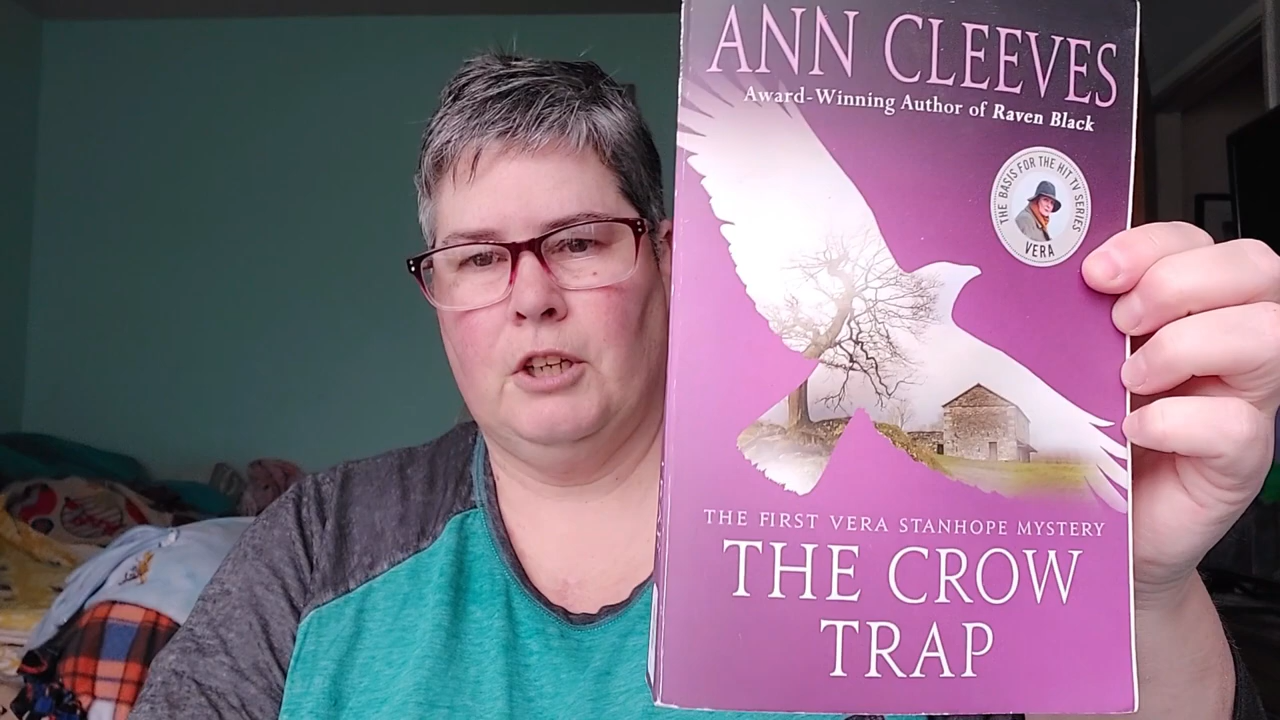 ANN CLEEVES
Award-Winning Author of Raven Black
THE BASIS FOR THE HIT TV SERIES
VERA
THE FIRST VERA STANHOPE MYSTERY
THE CROW
TRAP